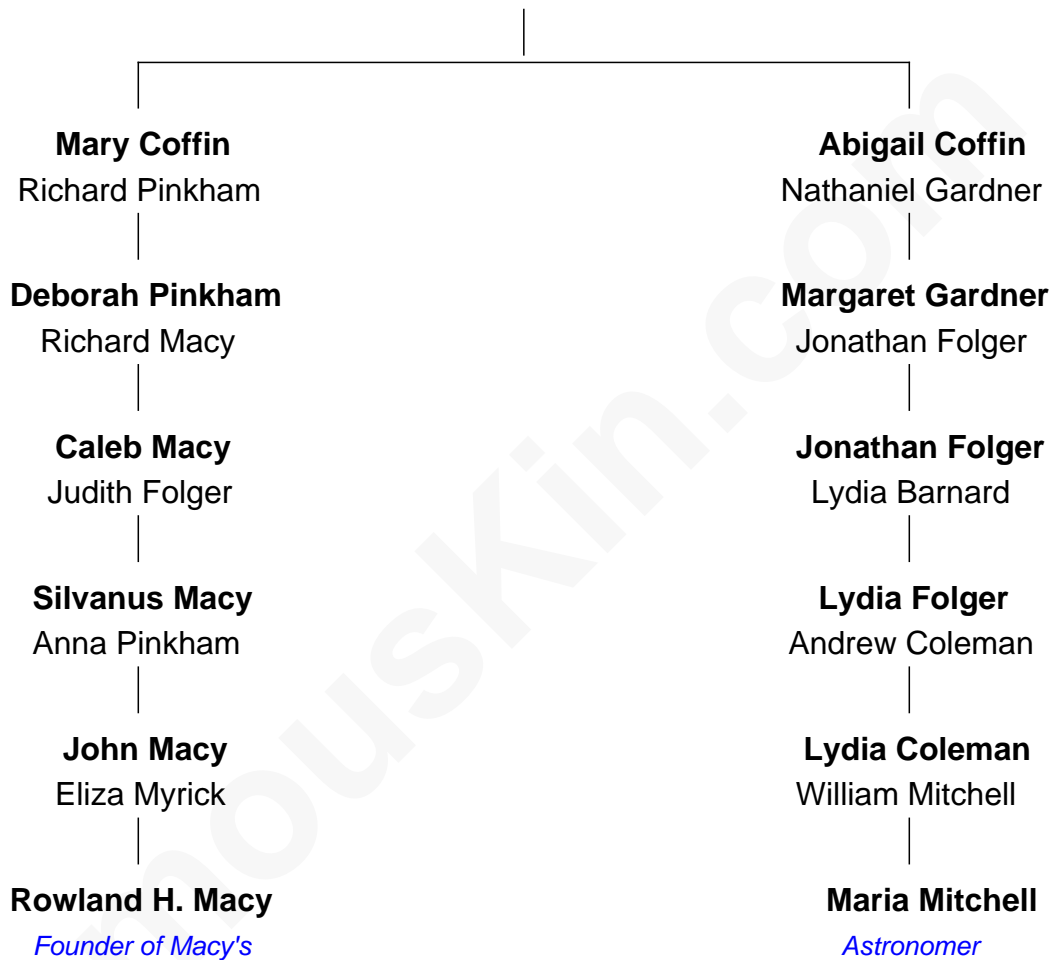 Mary Coffin
Richard Pinkham
Abigail Coffin
Nathaniel Gardner
Deborah Pinkham
Richard Macy
Margaret Gardner
Jonathan Folger
Caleb Macy
Judith Folger
Jonathan Folger
Lydia Barnard
Silvanus Macy
Anna Pinkham
Lydia Folger
Andrew Coleman
John Macy
Eliza Myrick
Lydia Coleman
William Mitchell
Rowland H. Macy
Founder of Macy's
Maria Mitchell
Astronomer
mousKin.com